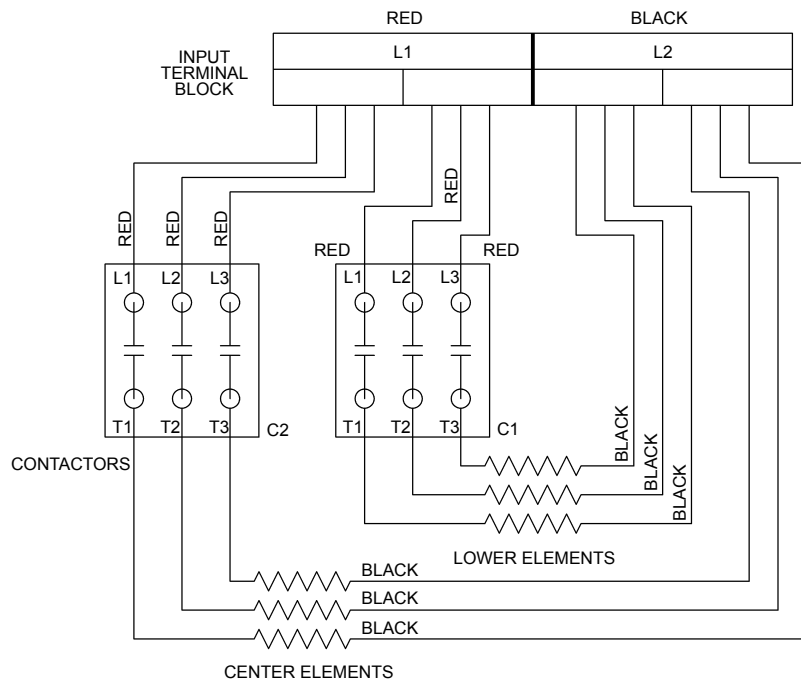 RED
BLACK
INPUT
TERMINAL
BLOCK
L1
L2
RED
RED
RED
RED
RED
RED
L1
L2
L3
L1
L2
L3
T1
T2
T3
C2
T1
T2
T3
C1
CONTACTORS
BLACK
BLACK
BLACK
LOWER ELEMENTS
BLACK
BLACK
BLACK
CENTER ELEMENTS